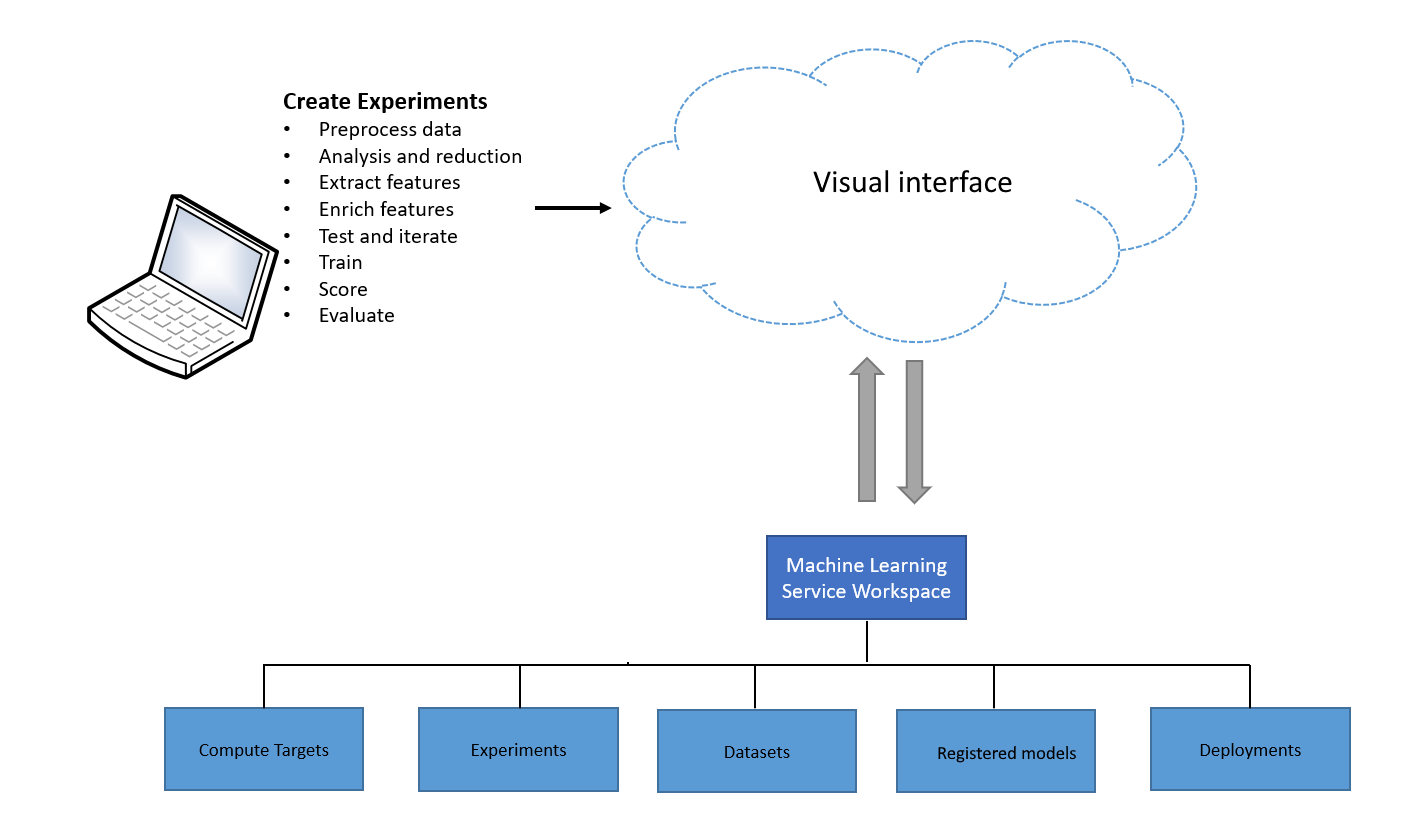 Create Experiments
• Preprocess data
• Analysis and reduction
• Extract features
• Enrich features
• Test and iterate
• Train
• Score
• Evaluate
Visual interface
Machine Learning
Service Workspace
Compute Targets
Experiments
Datasets
Registered models
Deployments